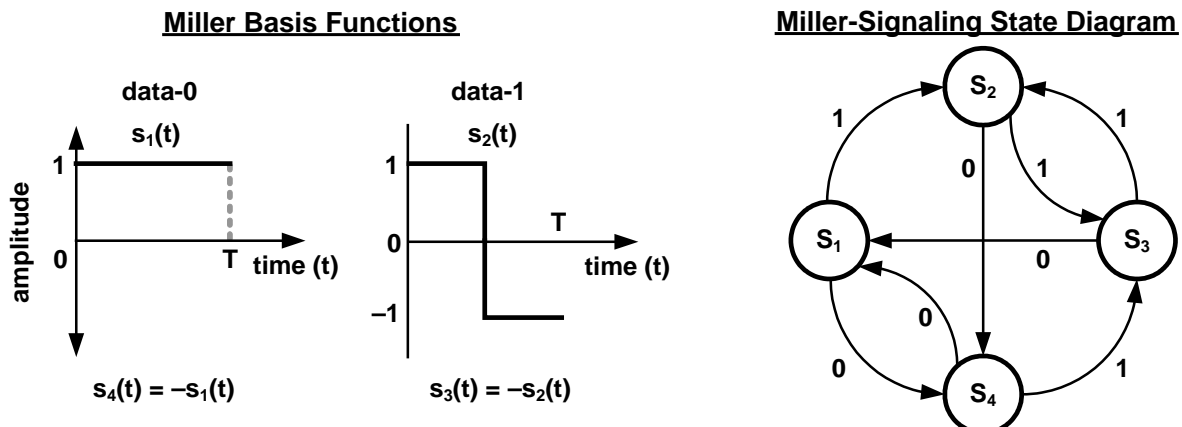 Miller Basis Functions
Miller-Signaling State Diagram
data-0
data-1
s₁(t)
s₂(t)
1
0
T
time (t)
amplitude
1
0
–1
T
time (t)
s₄(t) = –s₁(t)
s₃(t) = –s₂(t)
S₂
1
1
0
1
S₁
S₃
0
0
0
1
S₄